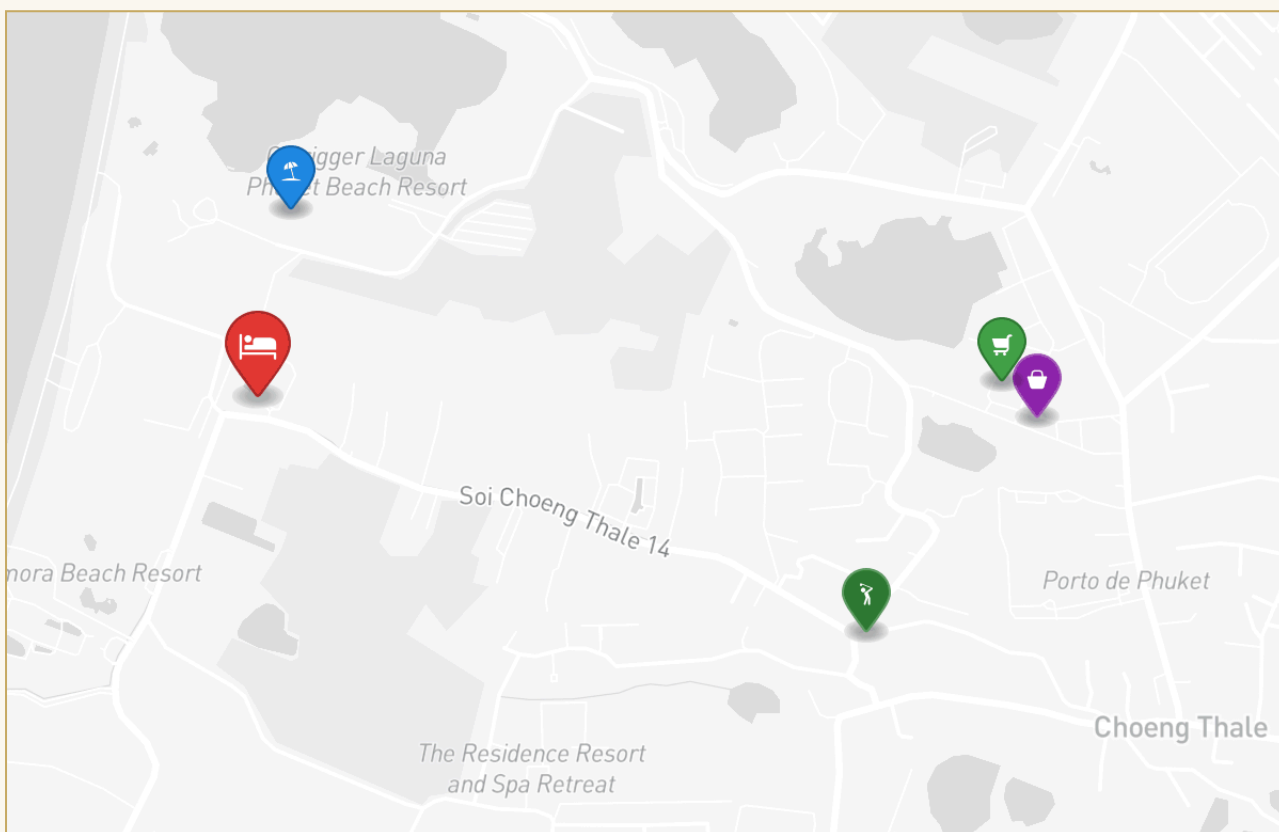 Laguna
Beach Resort
Soi Choeng Thale 14
Beach Resort
Porto de Phuket
Choeng Thale
The Residence Resort
and Spa Retreat